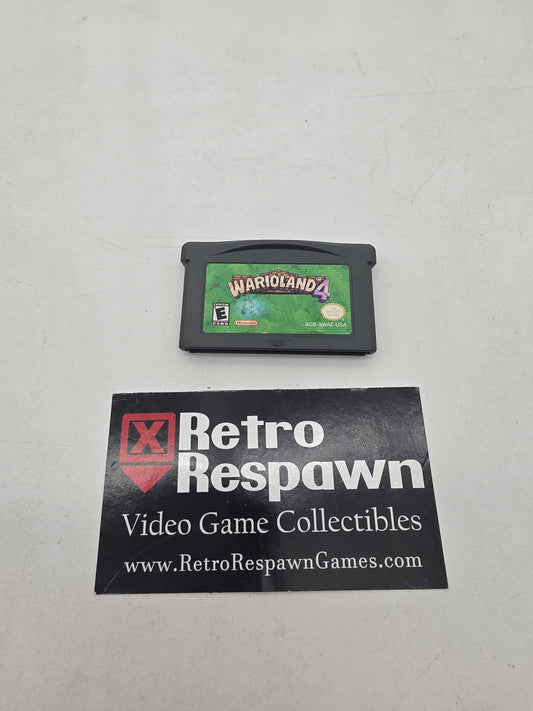 WARIOLAND 4
E
Nintendo
AGB-AWAE-USA
X Retro
Respawn
Video Game Collectibles
www.RetroRespawnGames.com